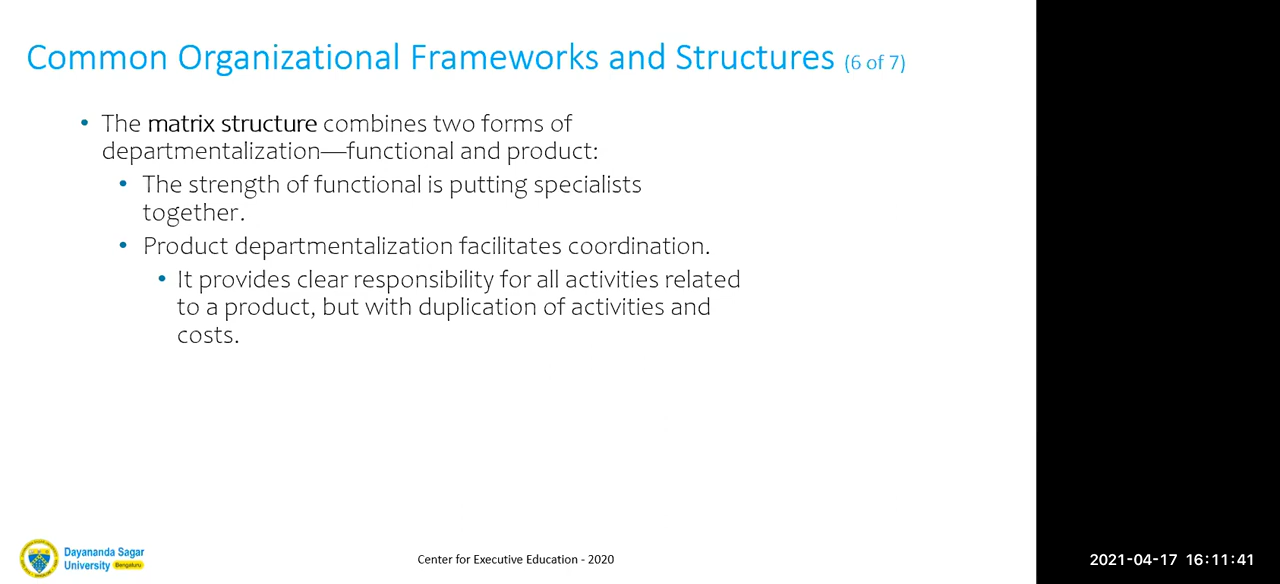 Common Organizational Frameworks and Structures (6 of 7)
• The matrix structure combines two forms of
departmentalization—functional and product:
• The strength of functional is putting specialists
together.
• Product departmentalization facilitates coordination.
• It provides clear responsibility for all activities related
to a product, but with duplication of activities and
costs.
Dayananda Sagar
University Bengaluru
Center for Executive Education - 2020
2021-04-17 16:11:41